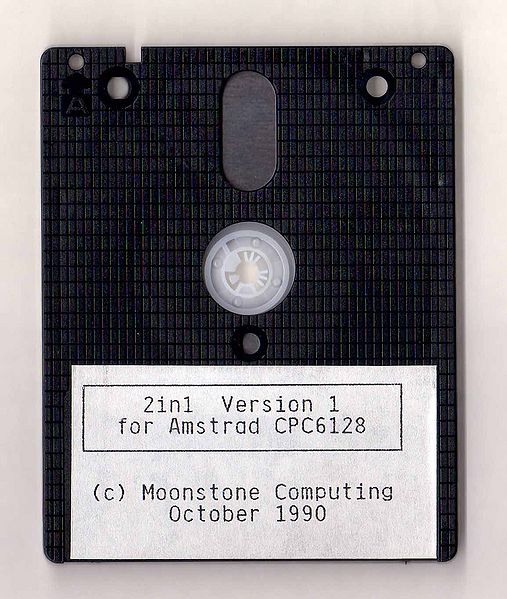 A
2in1 Version 1
for Amstrad CPC6128
(c) Moonstone Computing
October 1990